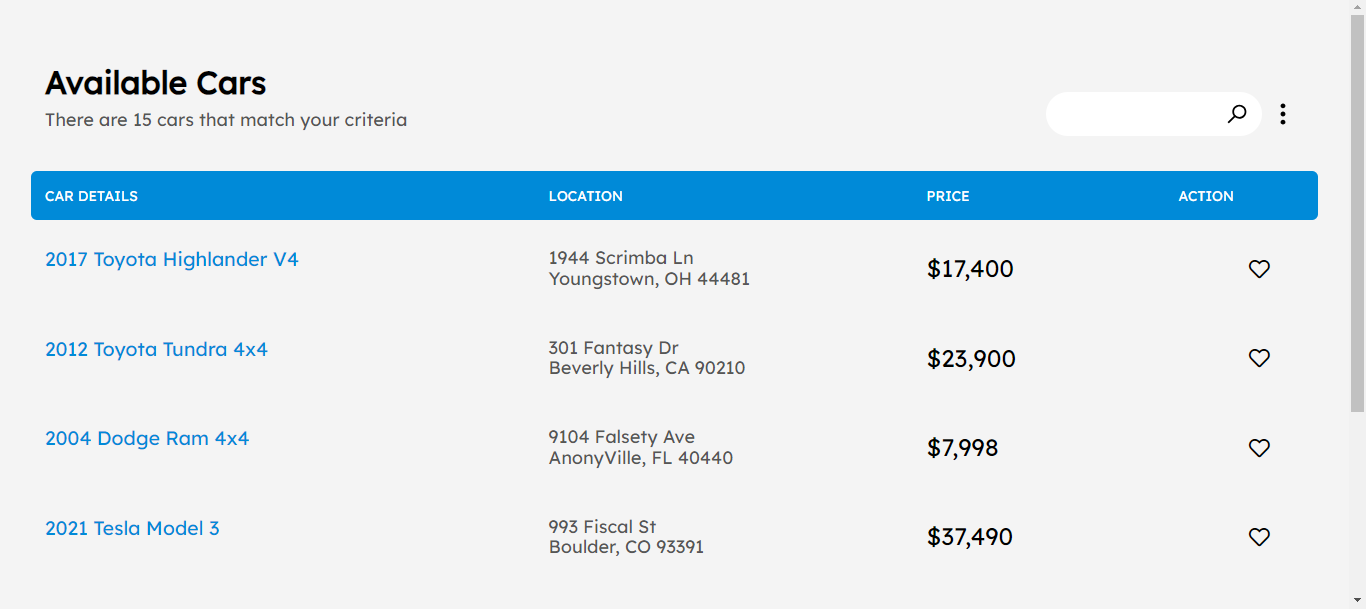 Available Cars
There are 15 cars that match your criteria
CAR DETAILS LOCATION PRICE ACTION
2017 Toyota Highlander V4
1944 Scrimba Ln
Youngstown, OH 44481
$17,400
2012 Toyota Tundra 4x4
301 Fantasy Dr
Beverly Hills, CA 90210
$23,900
2004 Dodge Ram 4x4
9104 Falsety Ave
AnonyVille, FL 40440
$7,998
2021 Tesla Model 3
993 Fiscal St
Boulder, CO 93391
$37,490